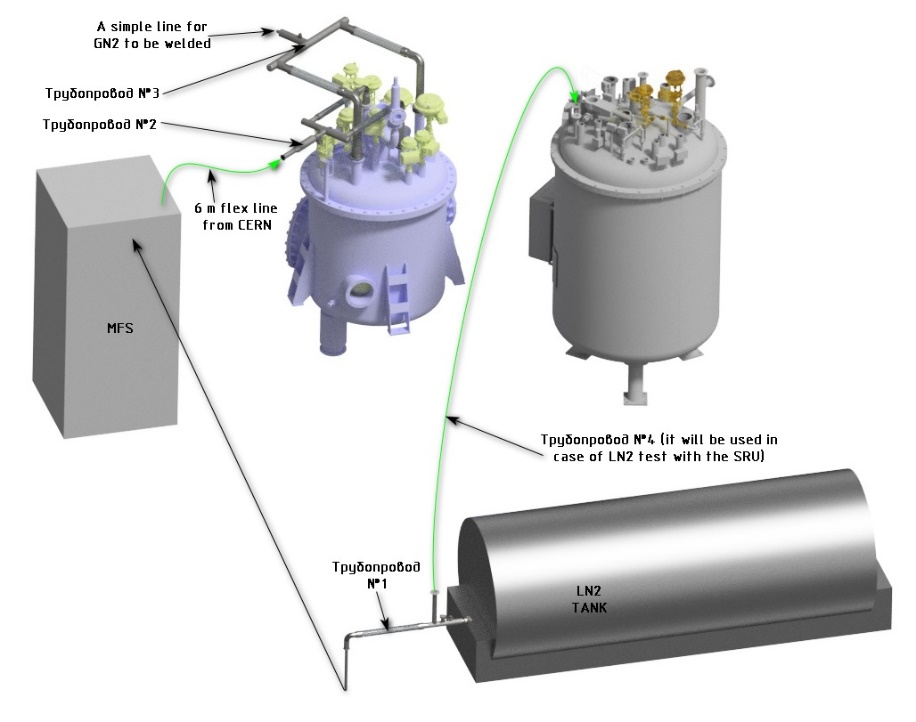 A simple line for
GN2 to be welded
Трубопровод №3
Трубопровод №2
6 m flex line
from CERN
MFS
Трубопровод №4 (it will be used in
case of LN2 test with the SRU)
Трубопровод
№1
LN2
TANK